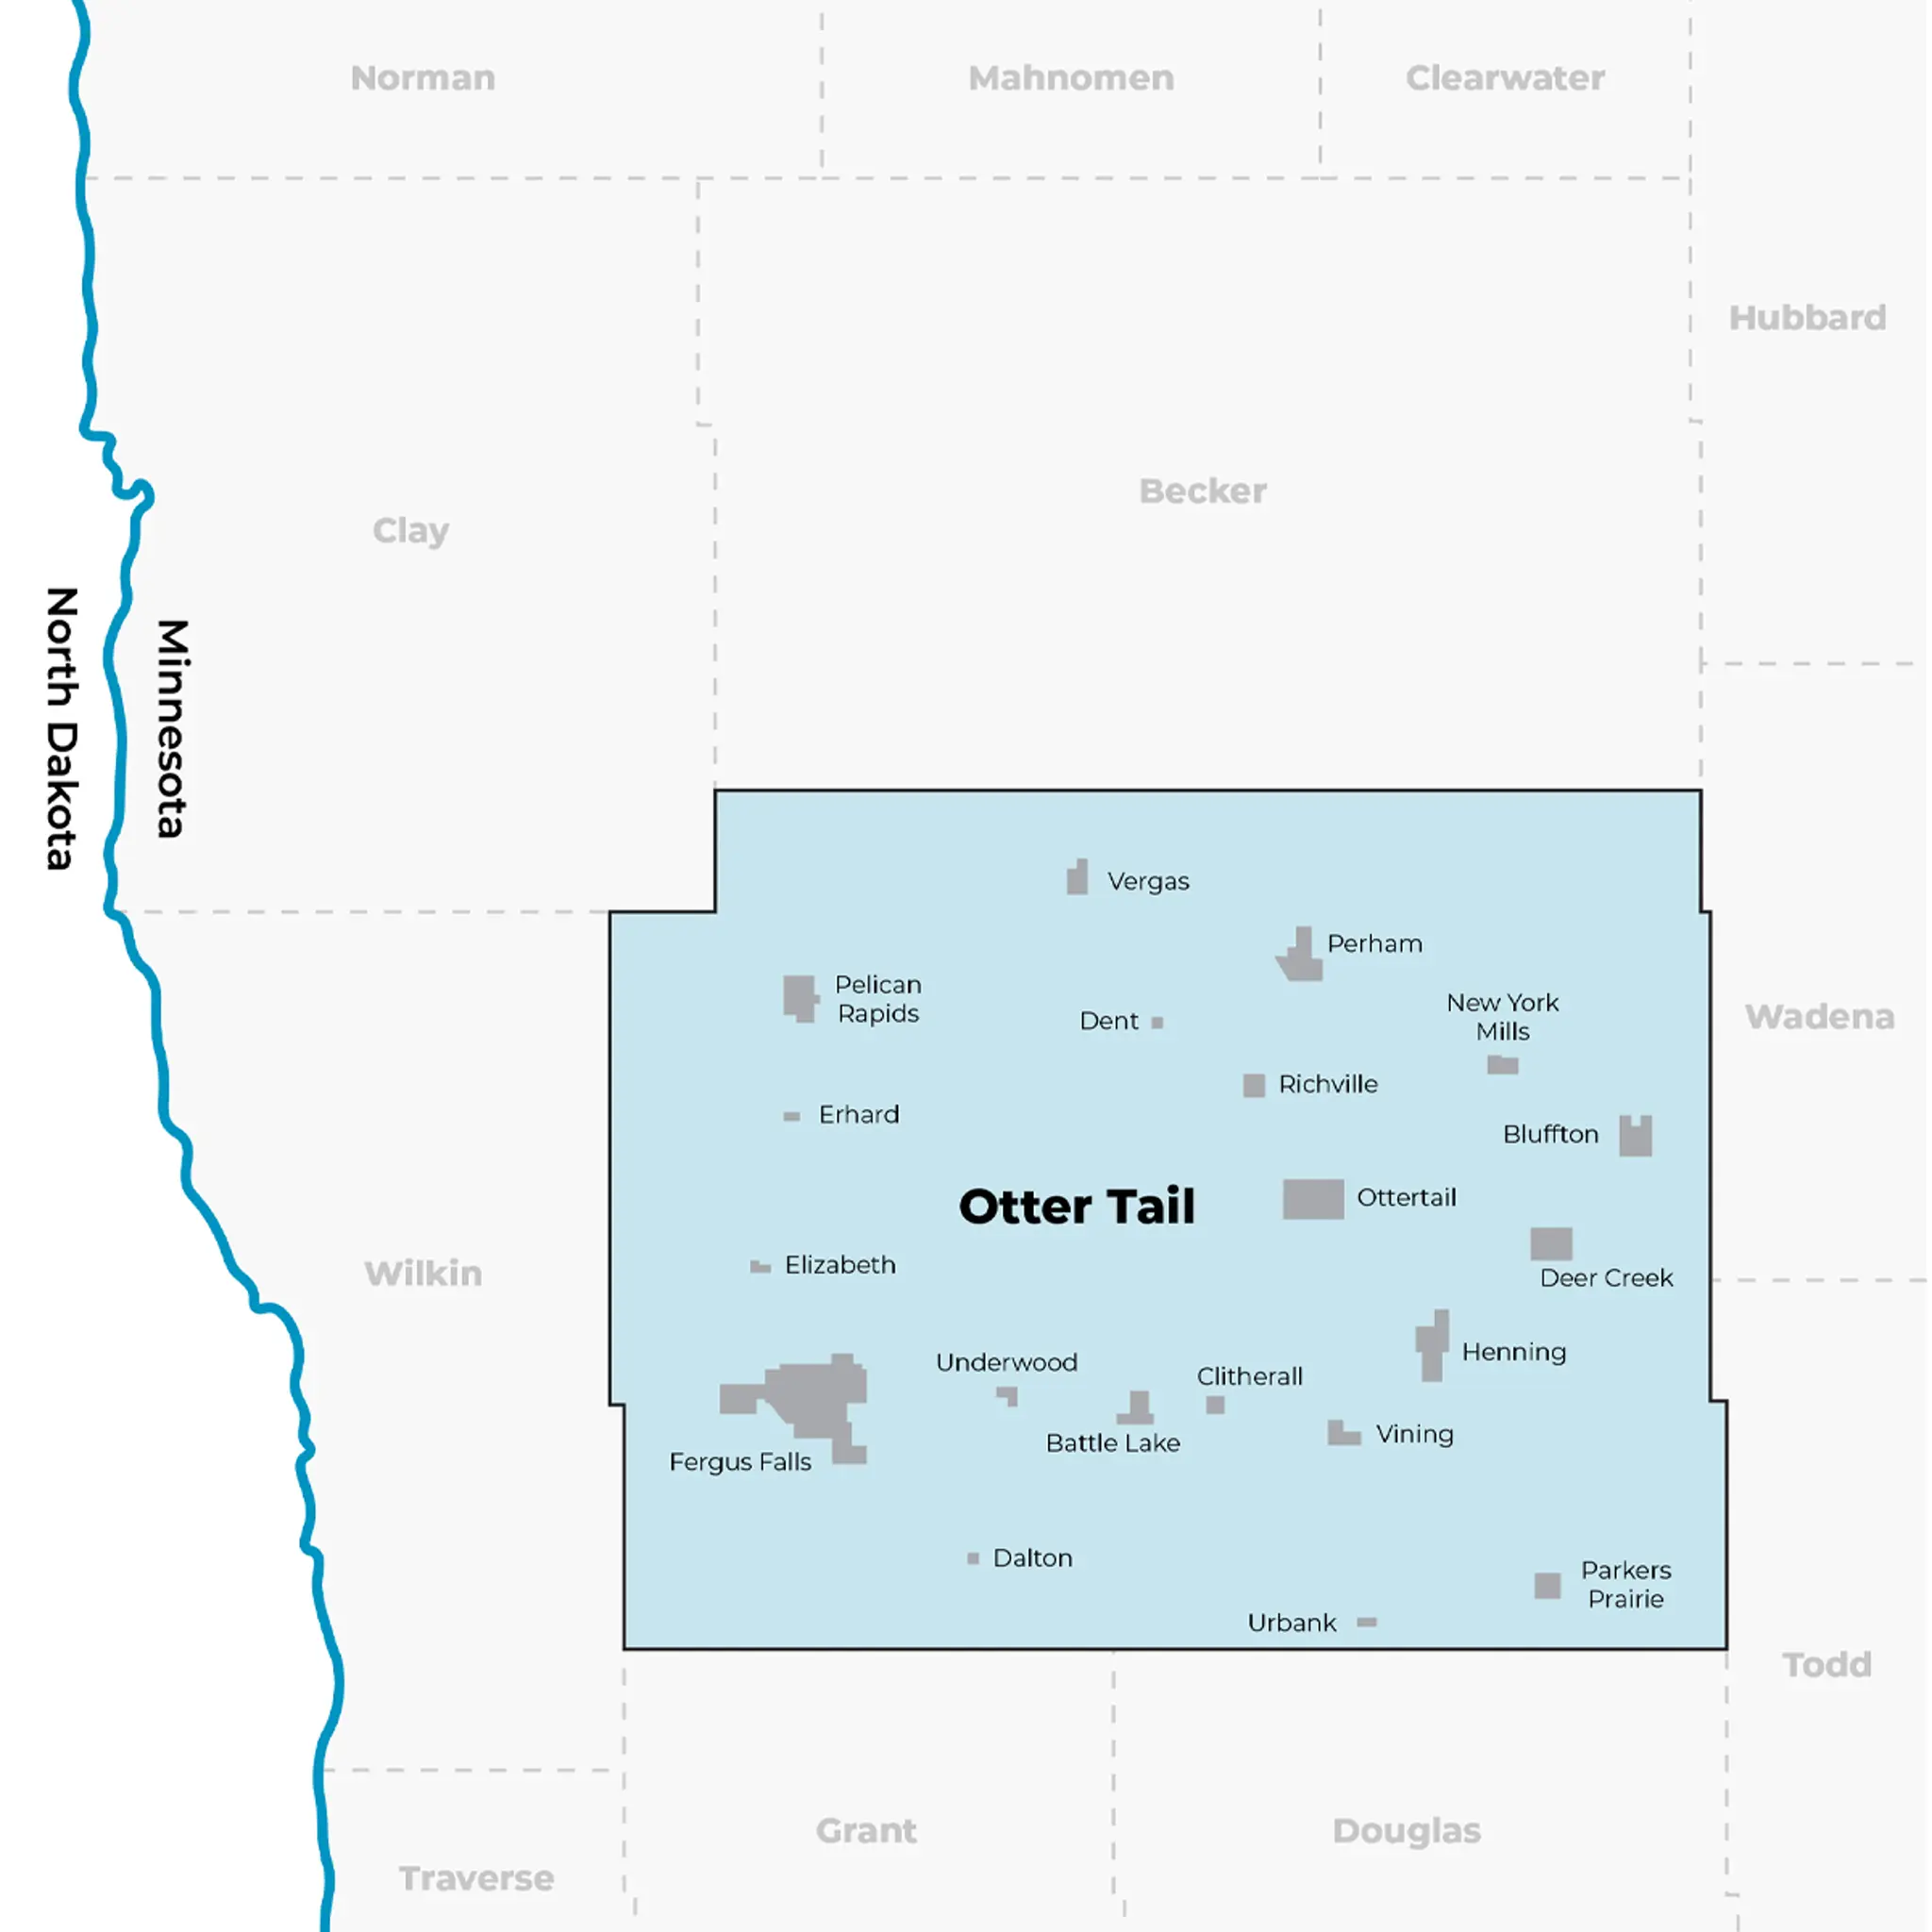 Norman
Mahnomen
Clearwater
Hubbard
Becker
Clay
North Dakota
Minnesota
Vergas
Perham
Pelican
Rapids
New York
Mills
Dent
Wadena
Richville
Erhard
Bluffton
Otter Tail
Ottertail
Elizabeth
Wilkin
Deer Creek
Henning
Underwood
Clitherall
Vining
Battle Lake
Fergus Falls
Dalton
Parkers
Prairie
Urbank
Todd
Grant
Douglas
Traverse